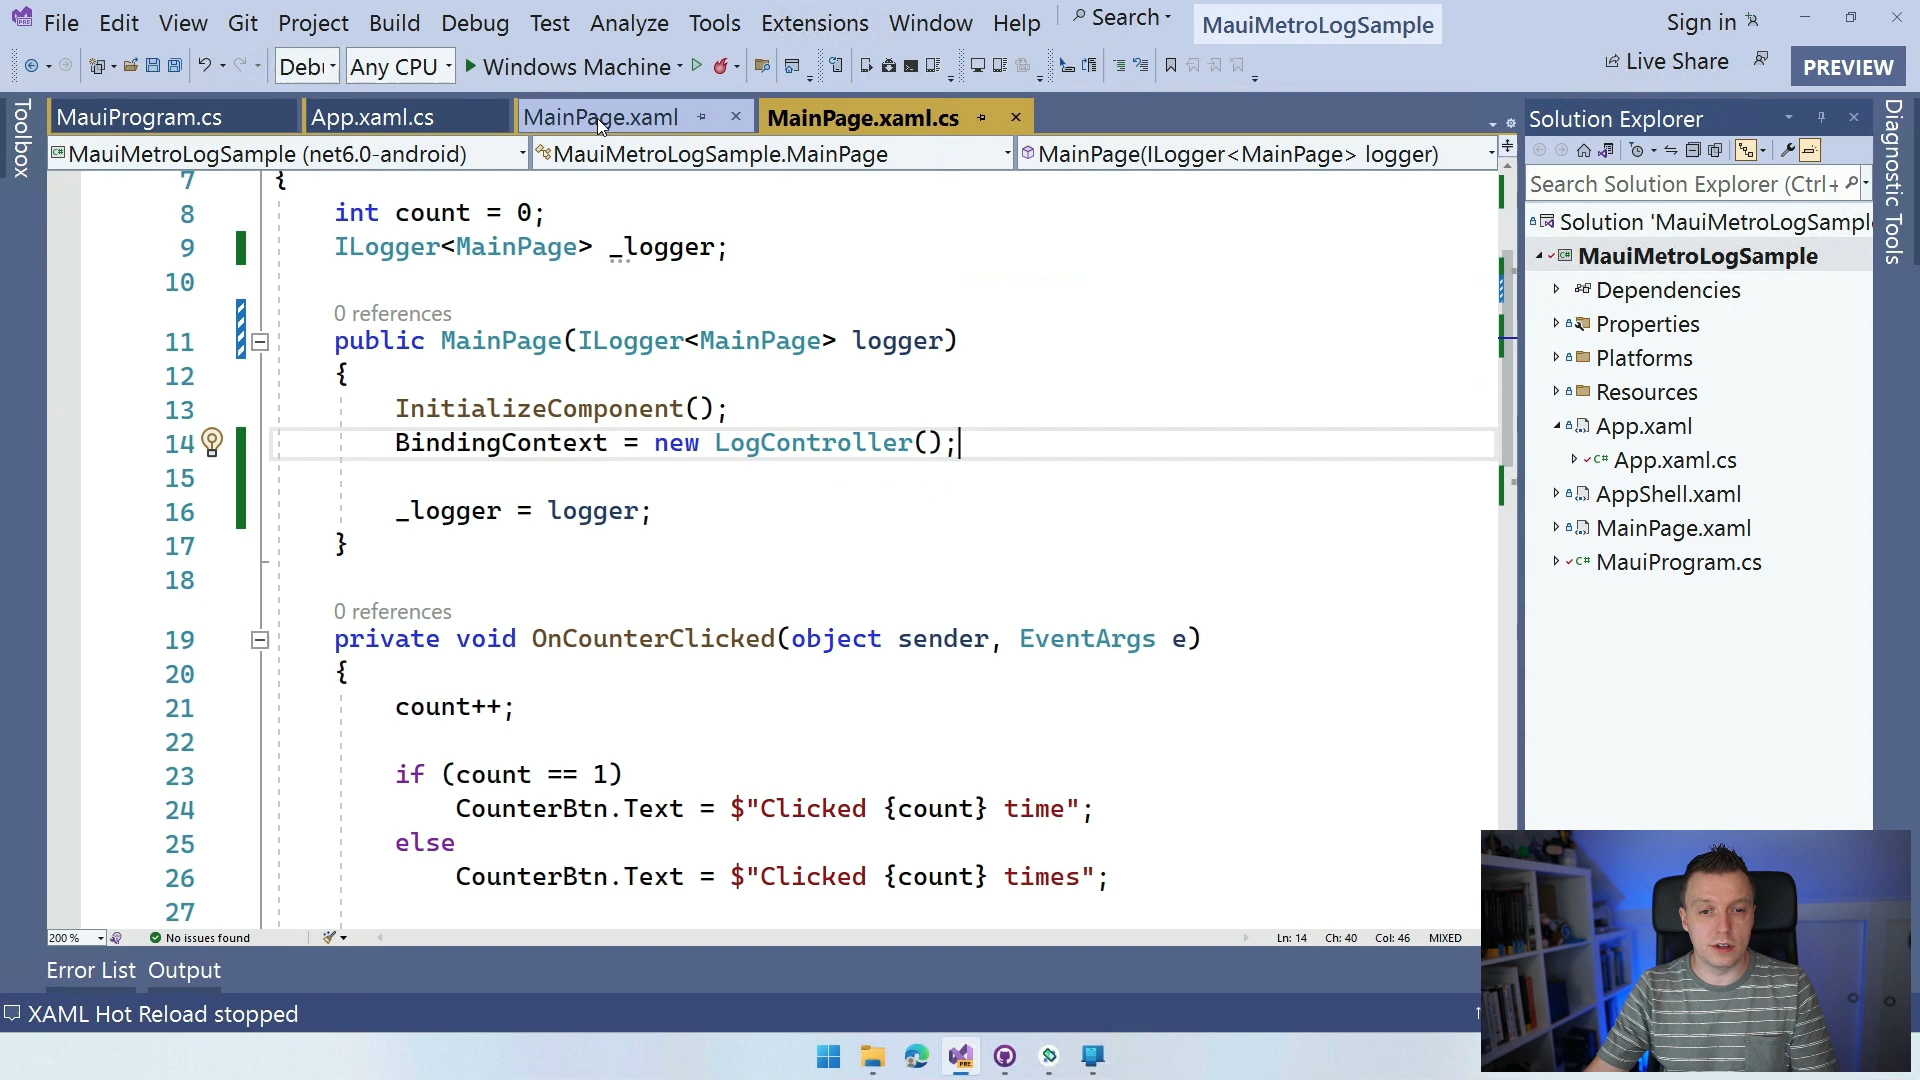 File Edit View Git Project Build Debug Test Analyze Tools Extensions Window Help Search MauiMetroLogSample Sign in
Any CPU Windows Machine Live Share PREVIEW
MauiProgram.cs App.xaml.cs MainPage.xaml MainPage.xaml.cs
MauiMetroLogSample (net6.0-android) MauiMetroLogSample.MainPage MainPage(ILogger<MainPage> logger)
Toolbox
7 {
8 int count = 0;
9 ILogger<MainPage> _logger;
10
0 references
11 public MainPage(ILogger<MainPage> logger)
12 {
13 InitializeComponent();
14 BindingContext = new LogController();
15
16 _logger = logger;
17 }
18
0 references
19 private void OnCounterClicked(object sender, EventArgs e)
20 {
21 count++;
22
23 if (count == 1)
24 CounterBtn.Text = $"Clicked {count} time";
25 else
26 CounterBtn.Text = $"Clicked {count} times";
27
200 % No issues found Ln: 14 Ch: 40 Col: 46 MIXED
Error List Output
XAML Hot Reload stopped
Solution Explorer
Search Solution Explorer (Ctrl+
Solution 'MauiMetroLogSample
MauiMetroLogSample
Dependencies
Properties
Platforms
Resources
App.xaml
C# App.xaml.cs
AppShell.xaml
MainPage.xaml
C# MauiProgram.cs
Diagnostic Tools